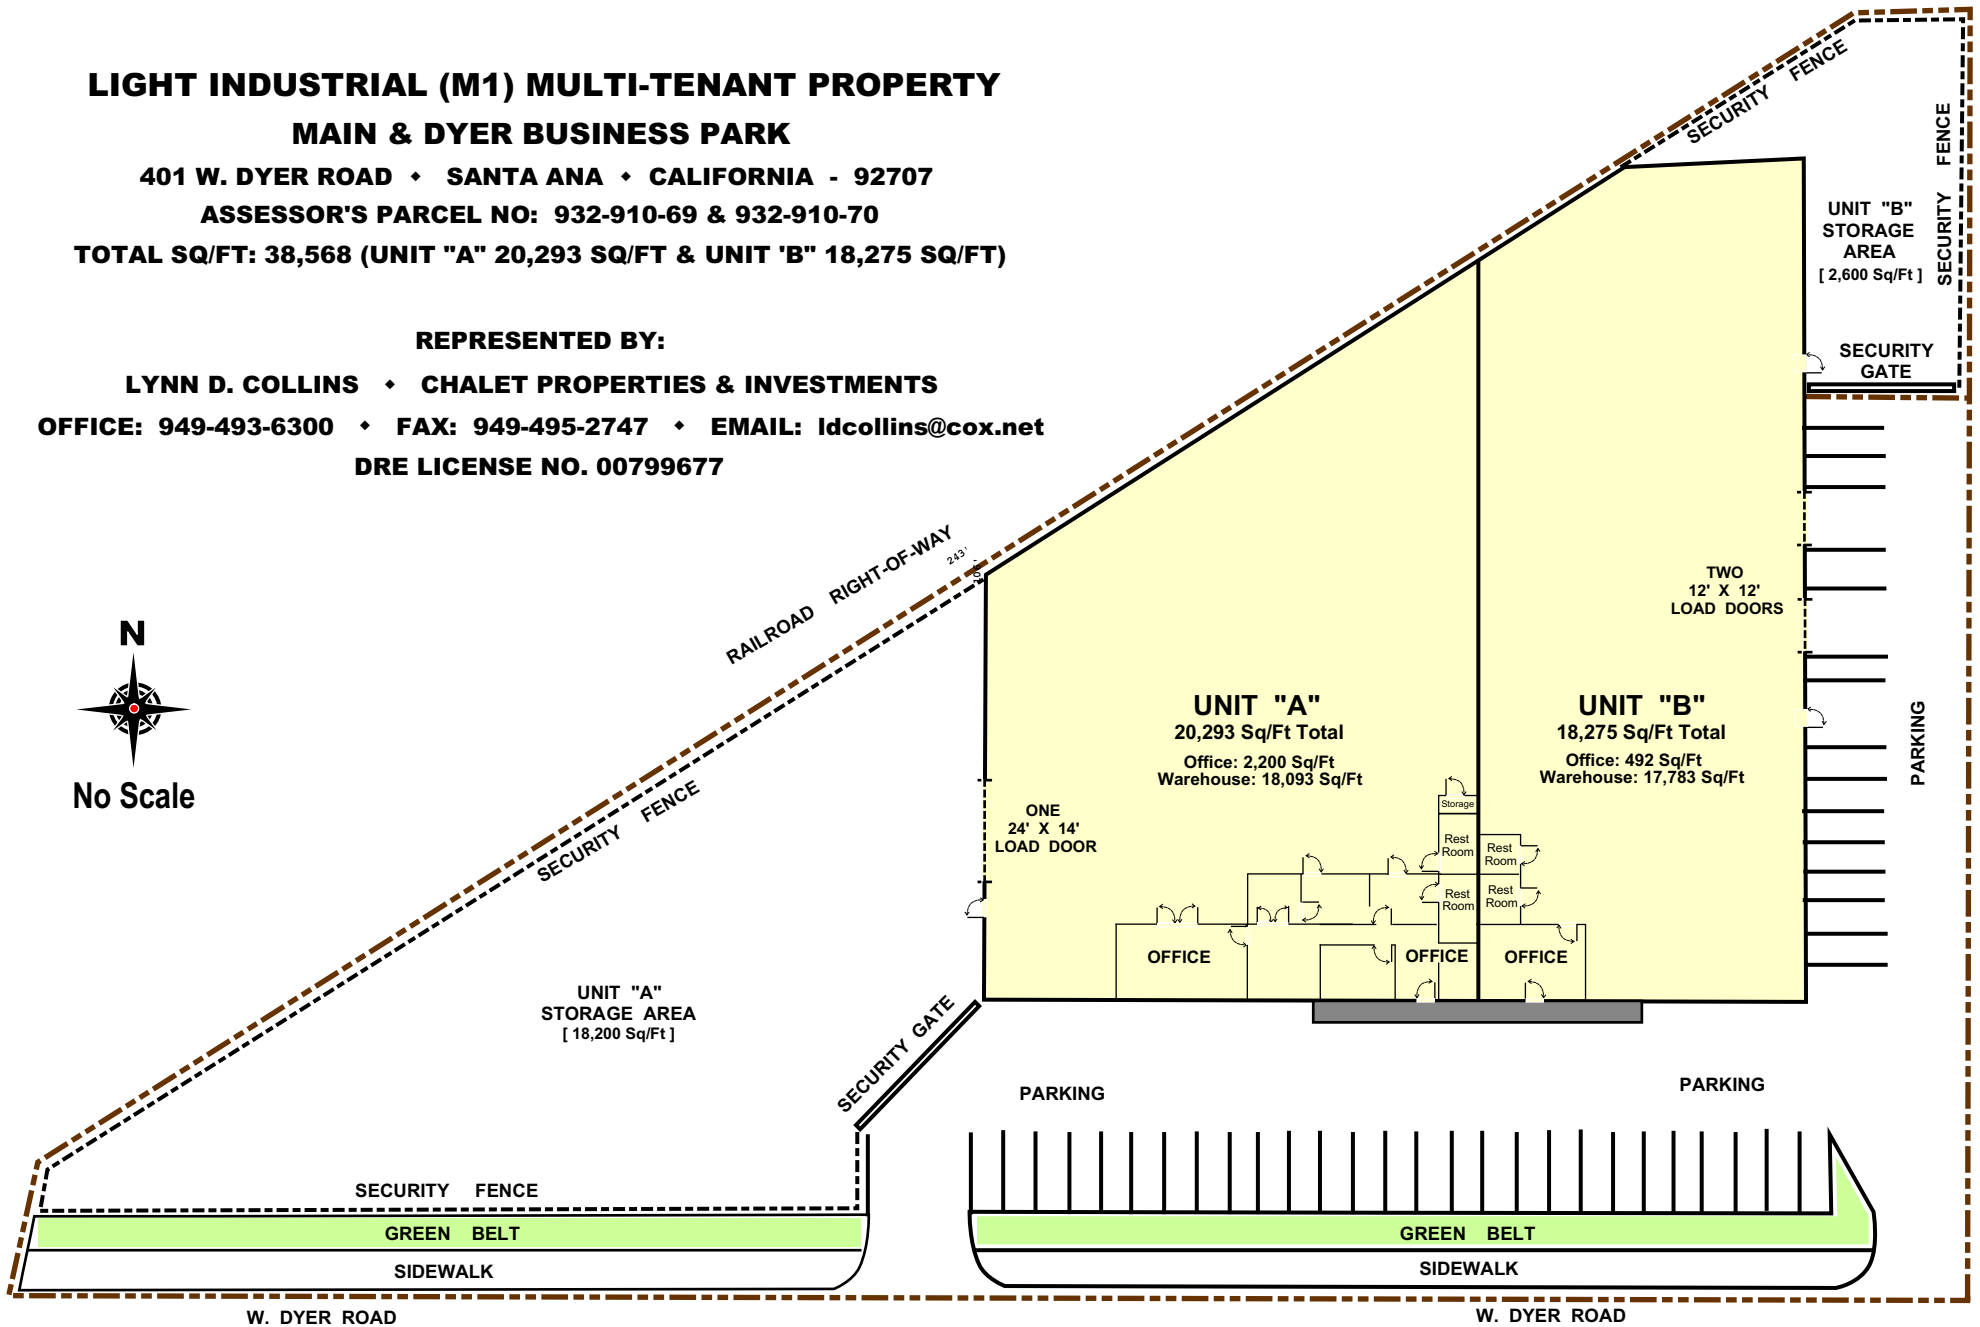 LIGHT INDUSTRIAL (M1) MULTI-TENANT PROPERTY
MAIN & DYER BUSINESS PARK
401 W. DYER ROAD • SANTA ANA • CALIFORNIA - 92707
ASSESSOR'S PARCEL NO: 932-910-69 & 932-910-70
TOTAL SQ/FT: 38,568 (UNIT "A" 20,293 SQ/FT & UNIT 'B" 18,275 SQ/FT)
REPRESENTED BY:
LYNN D. COLLINS • CHALET PROPERTIES & INVESTMENTS
OFFICE: 949-493-6300 • FAX: 949-495-2747 • EMAIL: ldcollins@cox.net
DRE LICENSE NO. 00799677
SECURITY FENCE
SECURITY FENCE
UNIT "B"
STORAGE
AREA
[ 2,600 Sq/Ft ]
SECURITY
GATE
RAILROAD RIGHT-OF-WAY
243'
N
No Scale
TWO
12' X 12'
LOAD DOORS
UNIT "A"
20,293 Sq/Ft Total
Office: 2,200 Sq/Ft
Warehouse: 18,093 Sq/Ft
UNIT "B"
18,275 Sq/Ft Total
Office: 492 Sq/Ft
Warehouse: 17,783 Sq/Ft
PARKING
SECURITY FENCE
ONE
24' X 14'
LOAD DOOR
Storage
Rest
Room
Rest
Room
Rest
Room
Rest
Room
OFFICE
OFFICE
OFFICE
UNIT "A"
STORAGE AREA
[ 18,200 Sq/Ft ]
SECURITY GATE
PARKING
PARKING
SECURITY FENCE
GREEN BELT
GREEN BELT
SIDEWALK
SIDEWALK
W. DYER ROAD
W. DYER ROAD